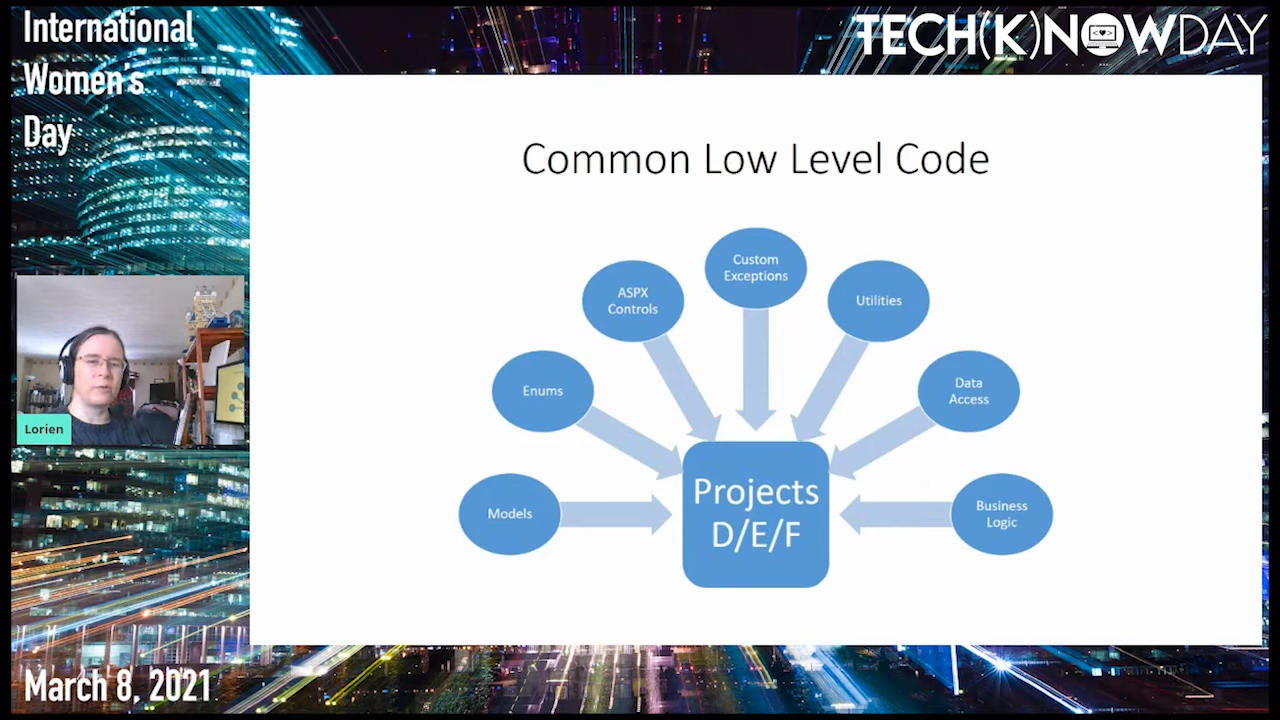 International
Women's
Day
TECH(K)NOWDAY
Common Low Level Code
Custom
Exceptions
ASPX
Controls
Utilities
Enums
Data
Access
Models
Projects
D/E/F
Business
Logic
Lorien
March 8, 2021